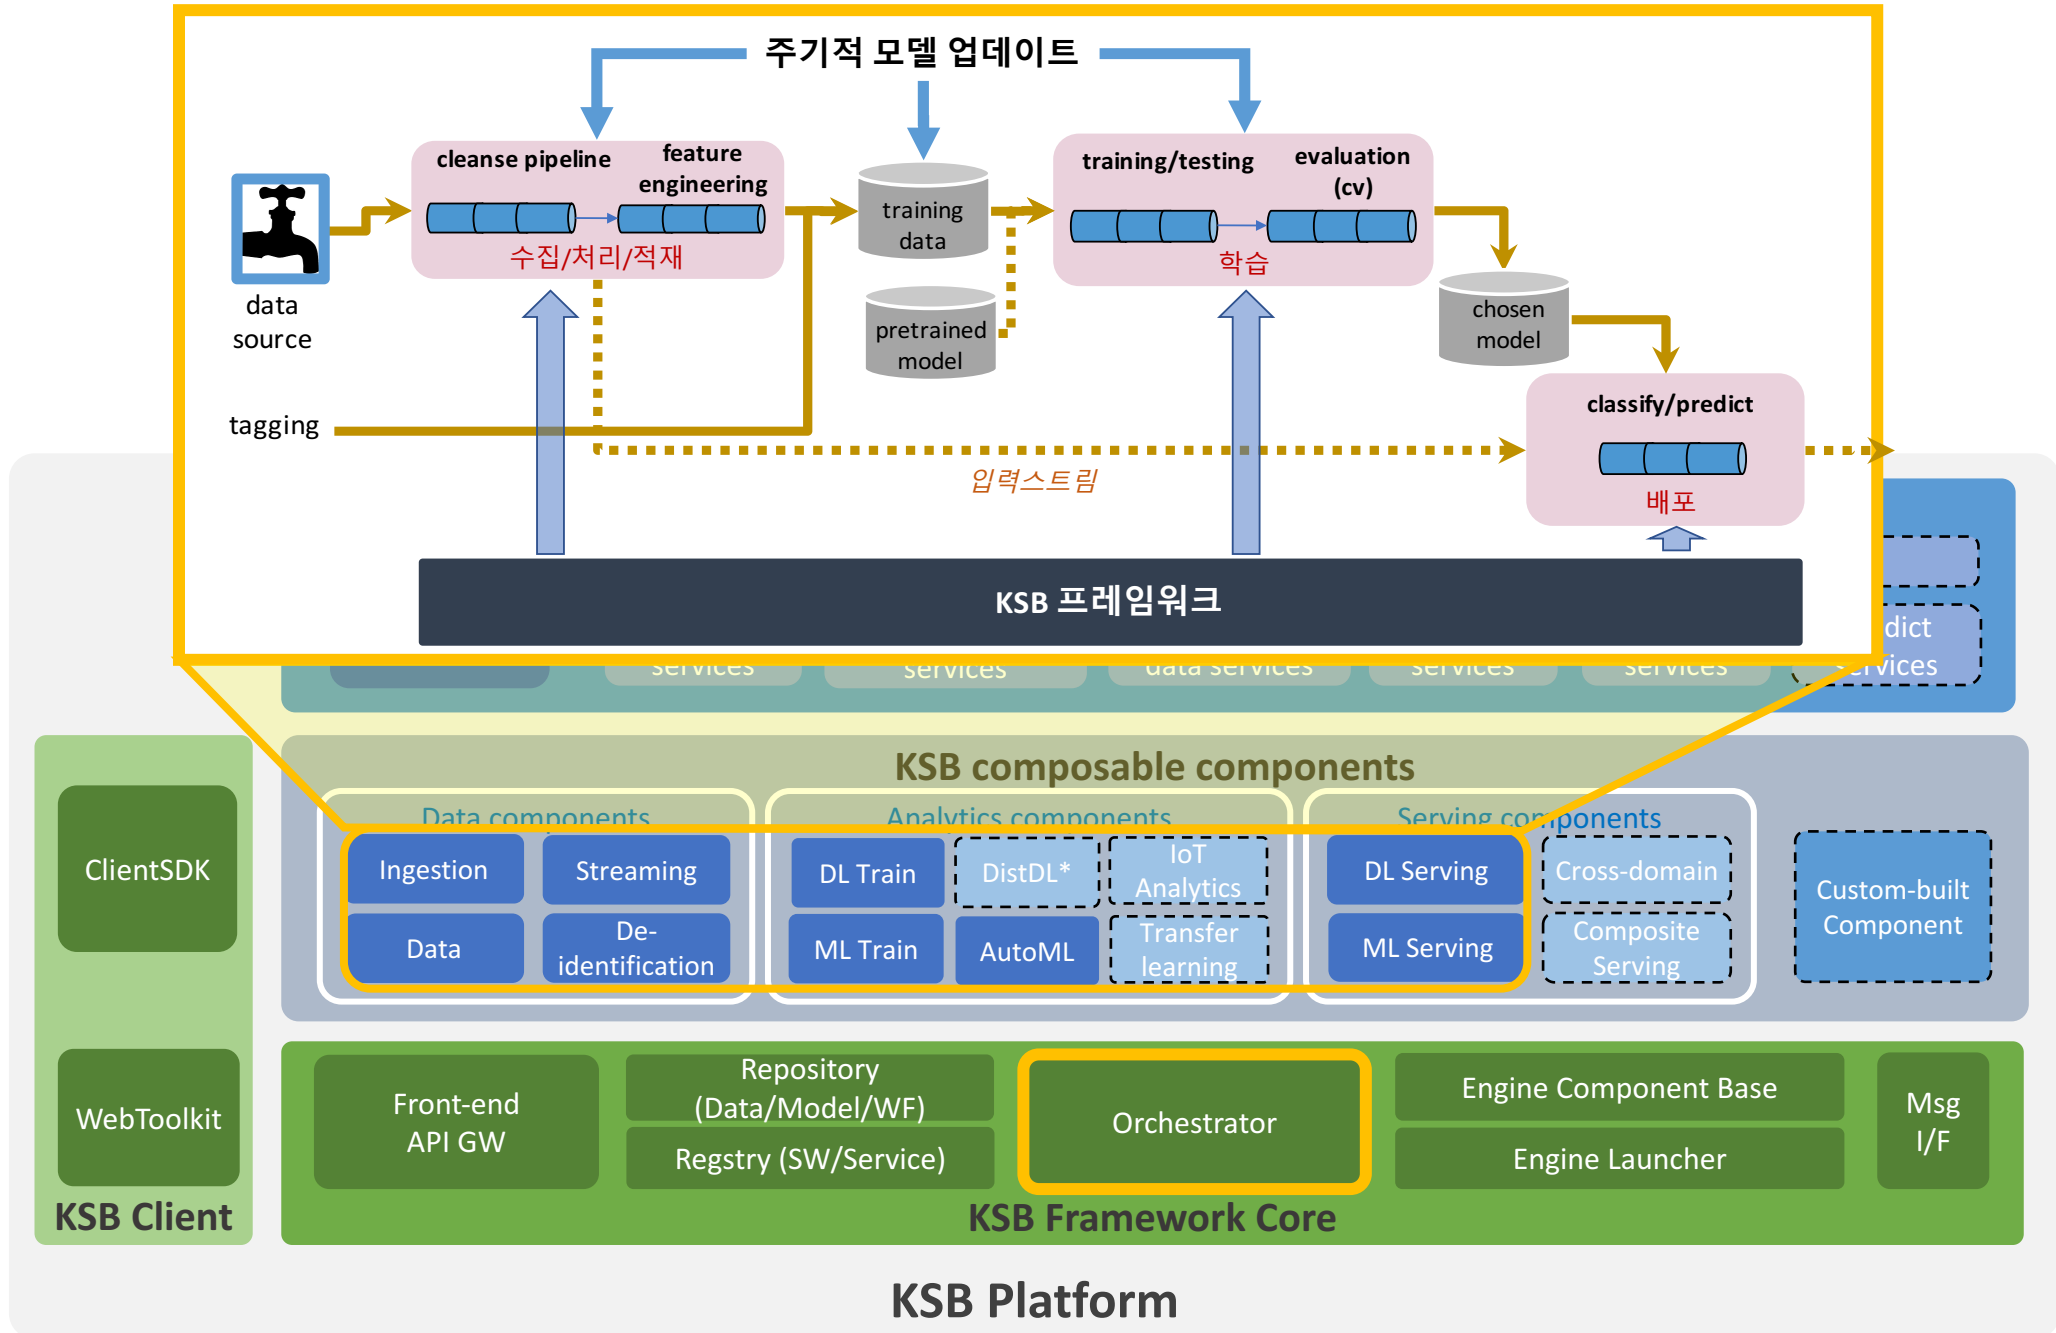 주기적 모델 업데이트
cleanse pipeline
feature
engineering
수집/처리/적재
data
source
tagging
training
data
pretrained
model
training/testing
evaluation
(cv)
학습
chosen
model
classify/predict
배포
입력스트림
KSB 프레임워크
services
services
data services
services
services
services
KSB composable components
Data components
Ingestion
Streaming
Data
De-
identification
Analytics components
DL Train
DistDL*
IoT
Analytics
ML Train
AutoML
Transfer
learning
Serving components
DL Serving
Cross-domain
ML Serving
Composite
Serving
Custom-built
Component
ClientSDK
WebToolkit
KSB Client
Front-end
API GW
Repository
(Data/Model/WF)
Regstry (SW/Service)
Orchestrator
Engine Component Base
Engine Launcher
Msg
I/F
KSB Framework Core
KSB Platform